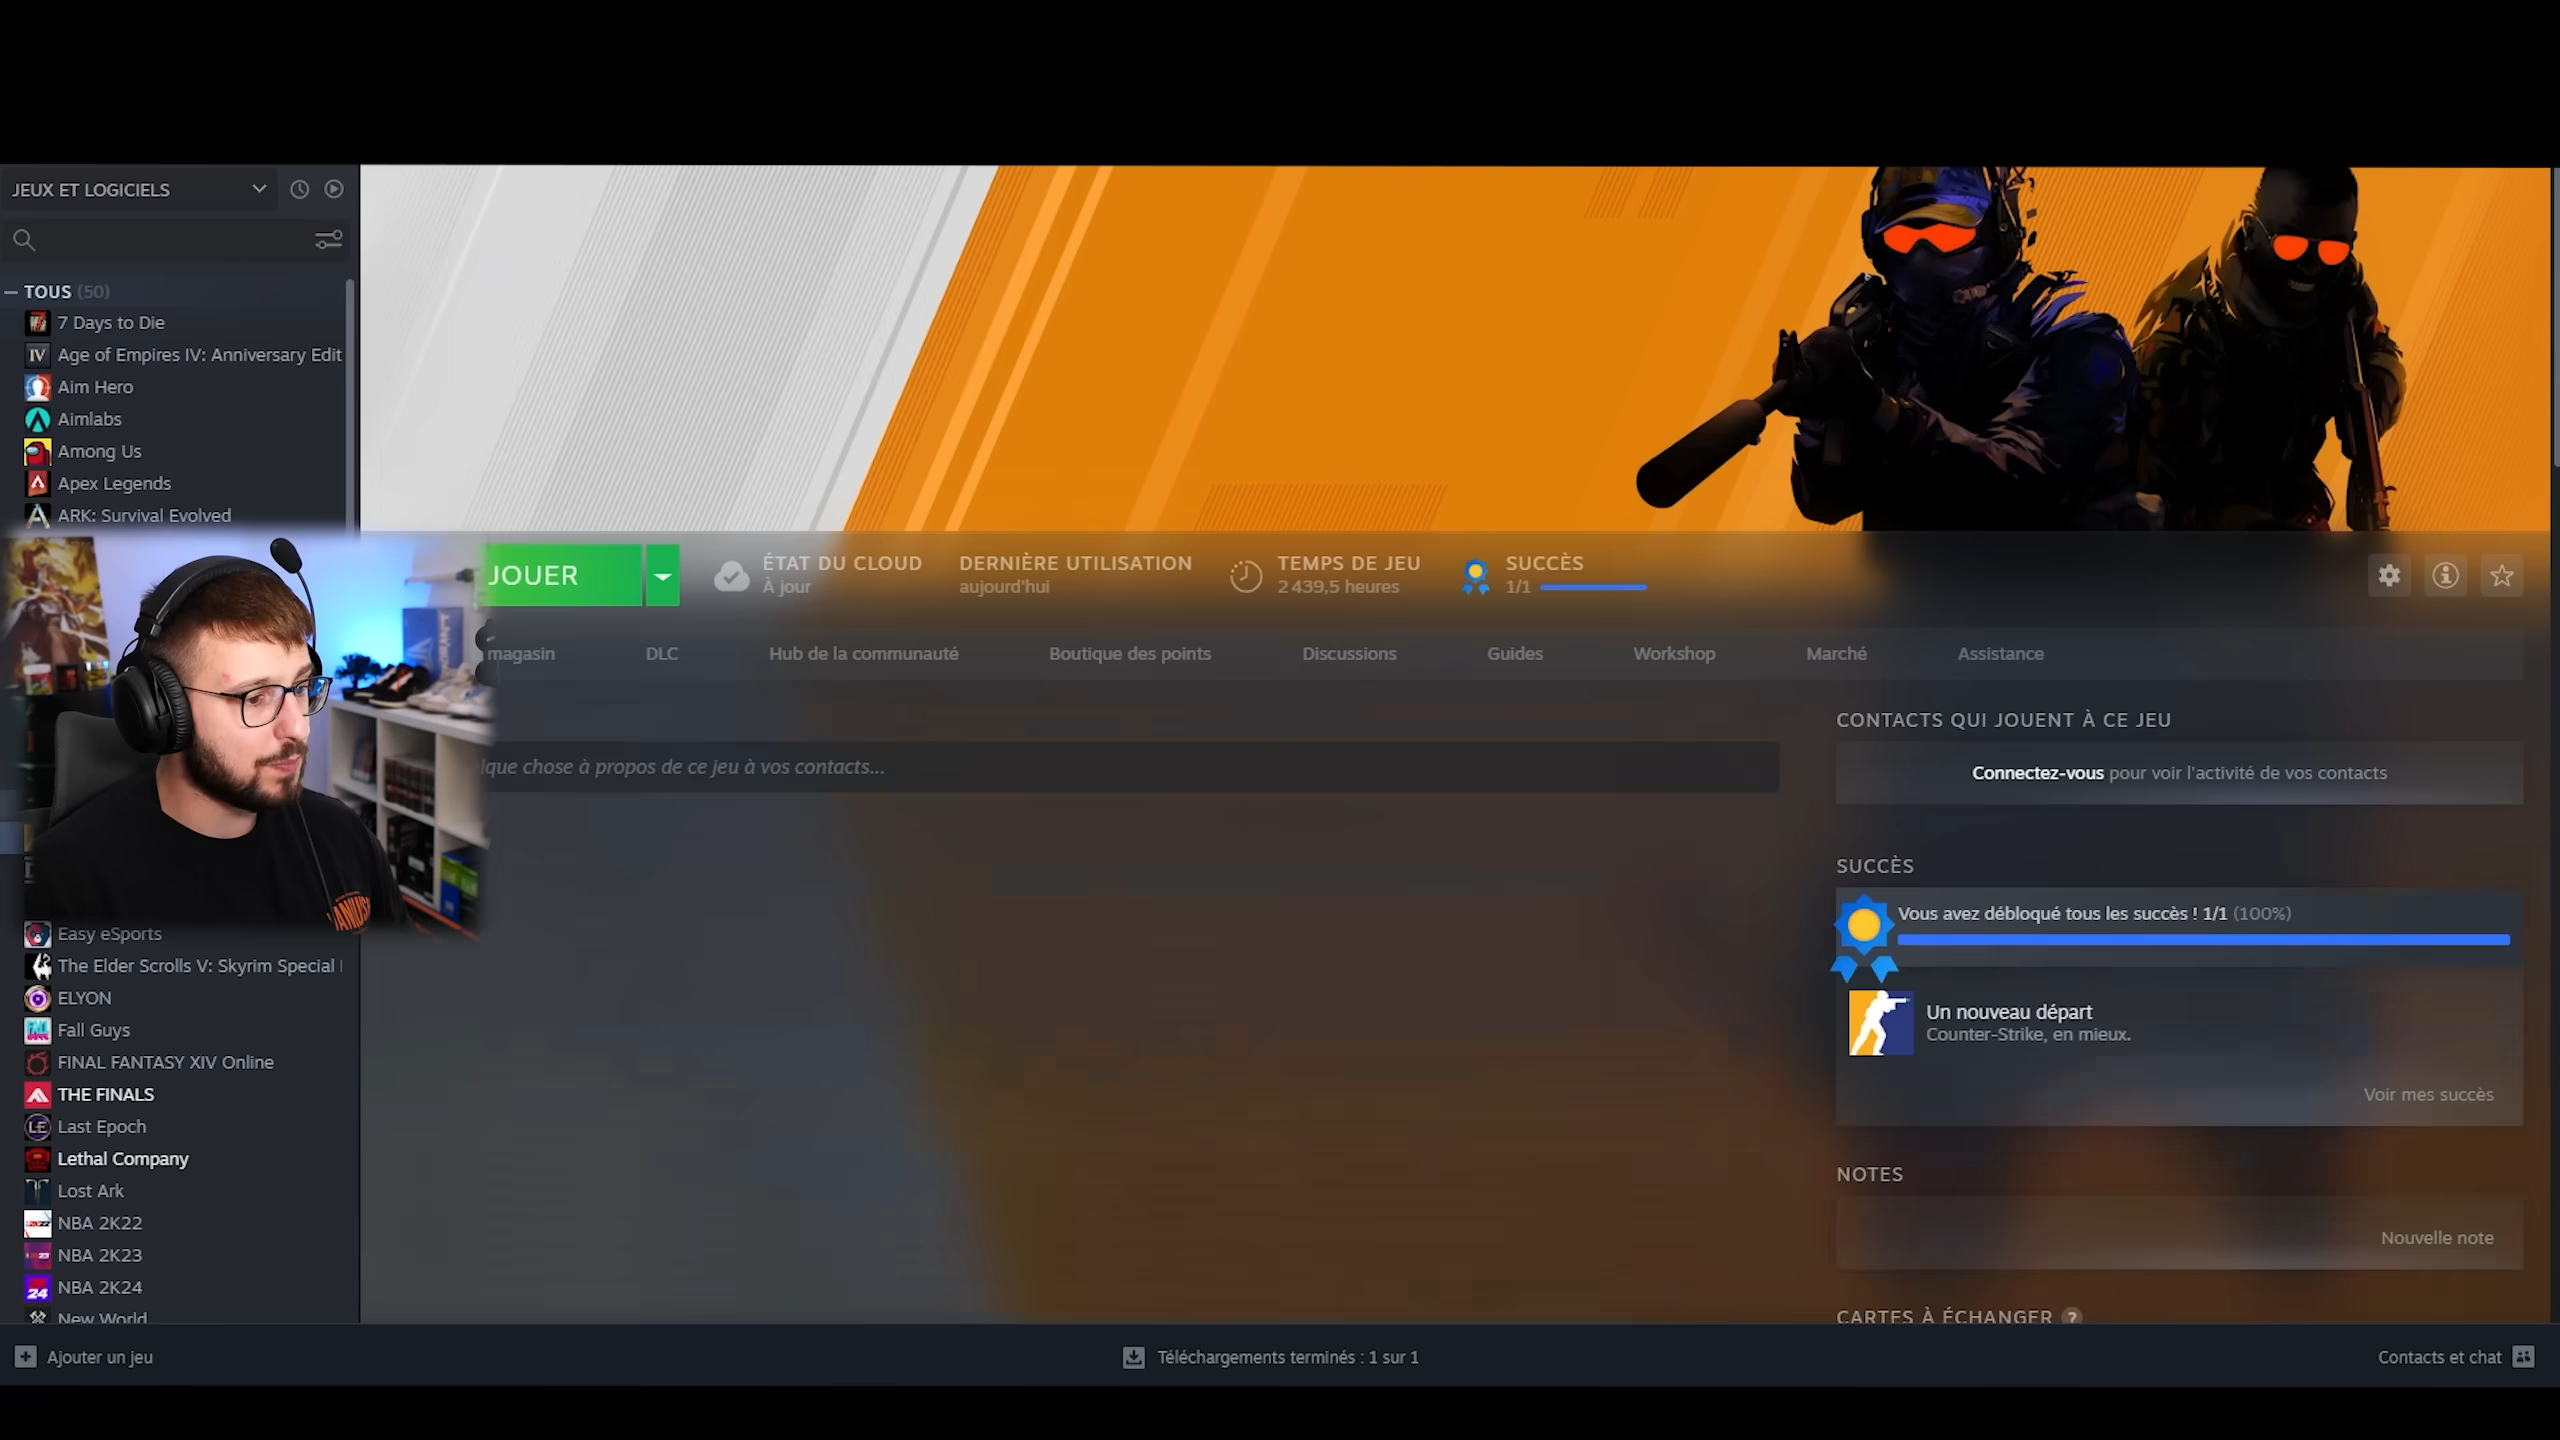 JEUX ET LOGICIELS
TOUS (50)
7 Days to Die
Age of Empires IV: Anniversary Edit
Aim Hero
Aimlabs
Among Us
Apex Legends
ARK: Survival Evolved
Easy eSports
The Elder Scrolls V: Skyrim Special
ELYON
Fall Guys
FINAL FANTASY XIV Online
THE FINALS
Last Epoch
Lethal Company
Lost Ark
NBA 2K22
NBA 2K23
NBA 2K24
New World
JOUER
ÉTAT DU CLOUD
À jour
DERNIÈRE UTILISATION
aujourd'hui
TEMPS DE JEU
2 439,5 heures
SUCCÈS
1/1
magasin DLC Hub de la communauté Boutique des points Discussions Guides Workshop Marché Assistance
chose à propos de ce jeu à vos contacts...
CONTACTS QUI JOUENT À CE JEU
Connectez-vous pour voir l'activité de vos contacts
SUCCÈS
Vous avez débloqué tous les succès ! 1/1 (100%)
Un nouveau départ
Counter-Strike, en mieux.
Voir mes succès
NOTES
Nouvelle note
CARTES À ÉCHANGER ?
Ajouter un jeu
Téléchargements terminés : 1 sur 1
Contacts et chat